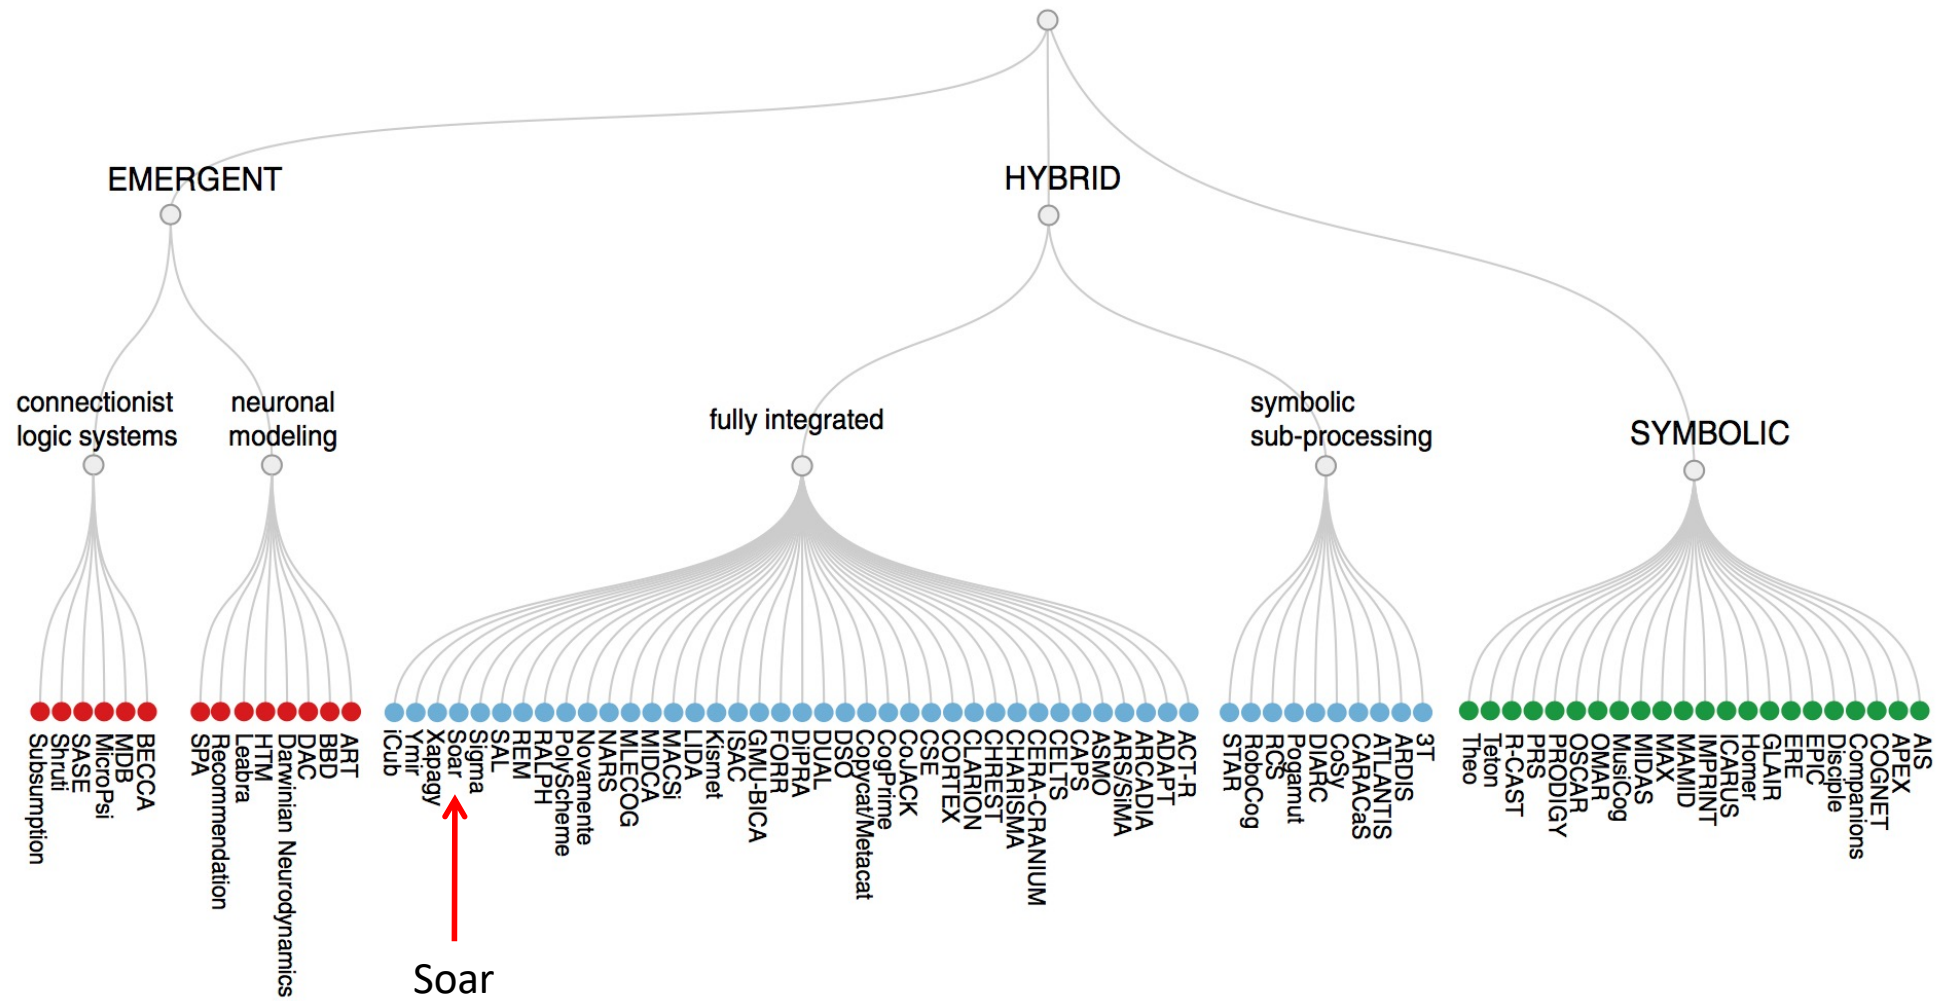 EMERGENT
HYBRID
connectionist
logic systems
neuronal
modeling
fully integrated
symbolic
sub-processing
SYMBOLIC
Subsumption
Shruti
SASE
MicroPsi
MDB
BECCA
SPA
Recommendation
Leabra
HTM
Darwinian Neurodynamics
DAC
BBD
ART
iCub
Ymir
Xapagy
Soar
Sigma
SAL
REM
RALPH
PolyScheme
Novamente
NARS
MLECOG
MIDCA
MACSi
LIDA
Kismet
ISAC
GMU-BICA
FORR
DiPRA
DUAL
DSO
Copycat/Metacat
CogPrime
CoJACK
CSE
CORTEX
CLARION
CHREST
CHARISMA
CERA-CRANIUM
CELTS
CAPS
ASMO
ARS/SiMA
ARCADIA
ADAPT
ACT-R
STAR
RoboCog
RCS
Pogamut
DIARC
CoSy
CARACaS
ATLANTIS
ARDIS
3T
Theo
Teton
R-CAST
PRS
PRODIGY
OSCAR
OMAR
MusiCog
MIDAS
MAX
MAMID
IMPRINT
ICARUS
Homer
GLAIR
ERE
EPIC
Disciple
Companions
COGNET
APEX
AIS
Soar